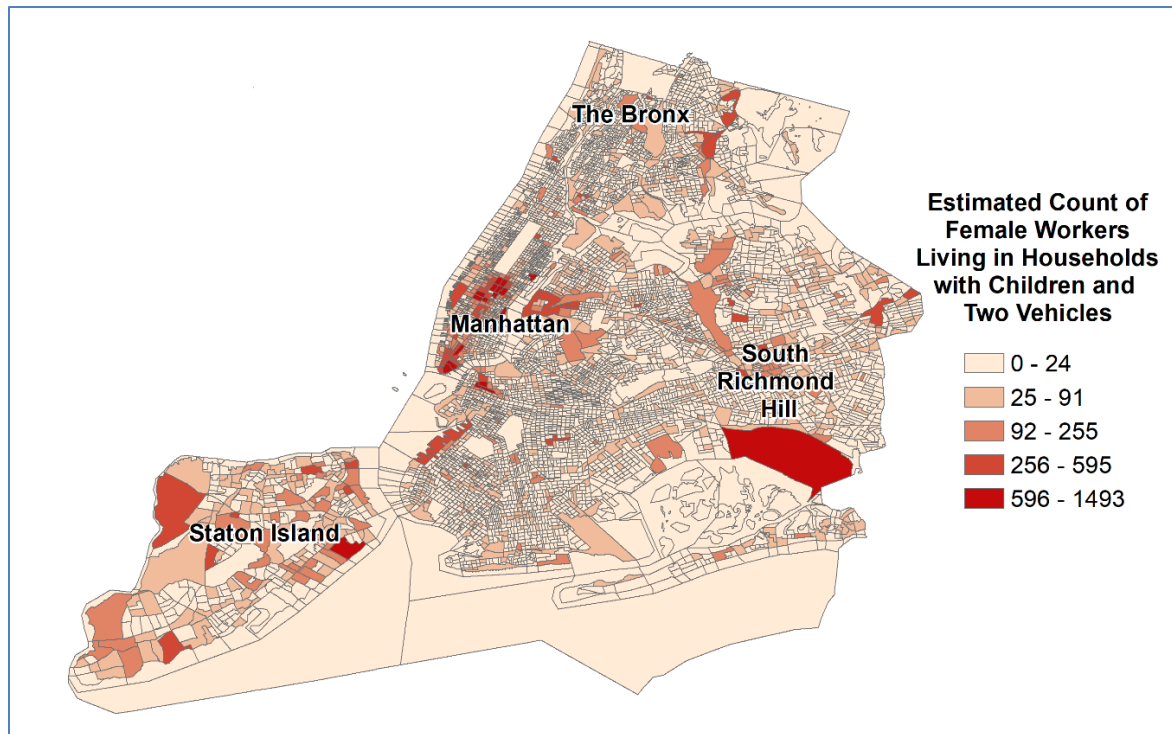 The Bronx
Manhattan
South
Richmond
Hill
Staton Island
Estimated Count of
Female Workers
Living in Households
with Children and
Two Vehicles
0 - 24
25 - 91
92 - 255
256 - 595
596 - 1493